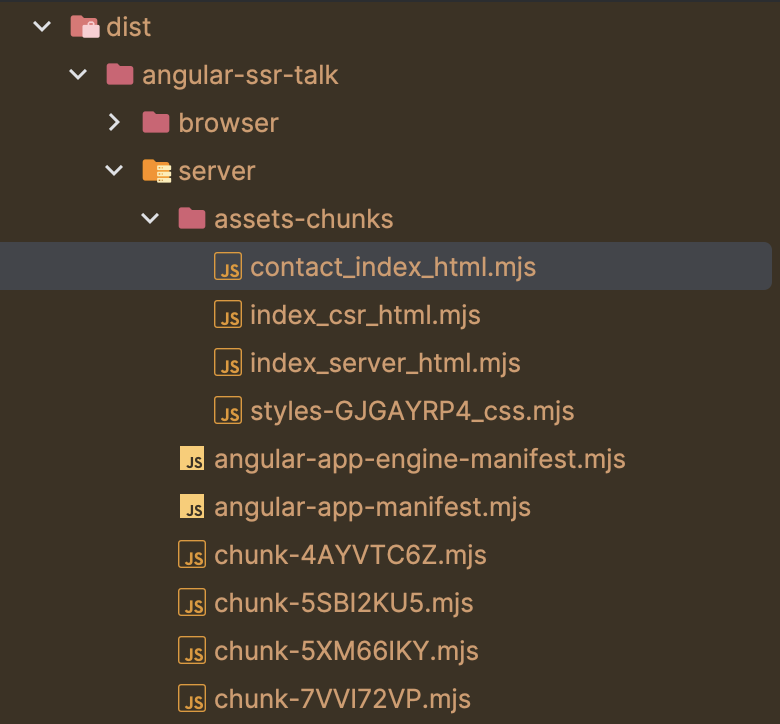 dist
angular-ssr-talk
browser
server
assets-chunks
JS contact_index_html.mjs
JS index_csr_html.mjs
JS index_server_html.mjs
JS styles-GJGAYRP4_css.mjs
JS angular-app-engine-manifest.mjs
JS angular-app-manifest.mjs
JS chunk-4AYVTC6Z.mjs
JS chunk-5SBI2KU5.mjs
JS chunk-5XM66IKY.mjs
JS chunk-7VVI72VP.mjs